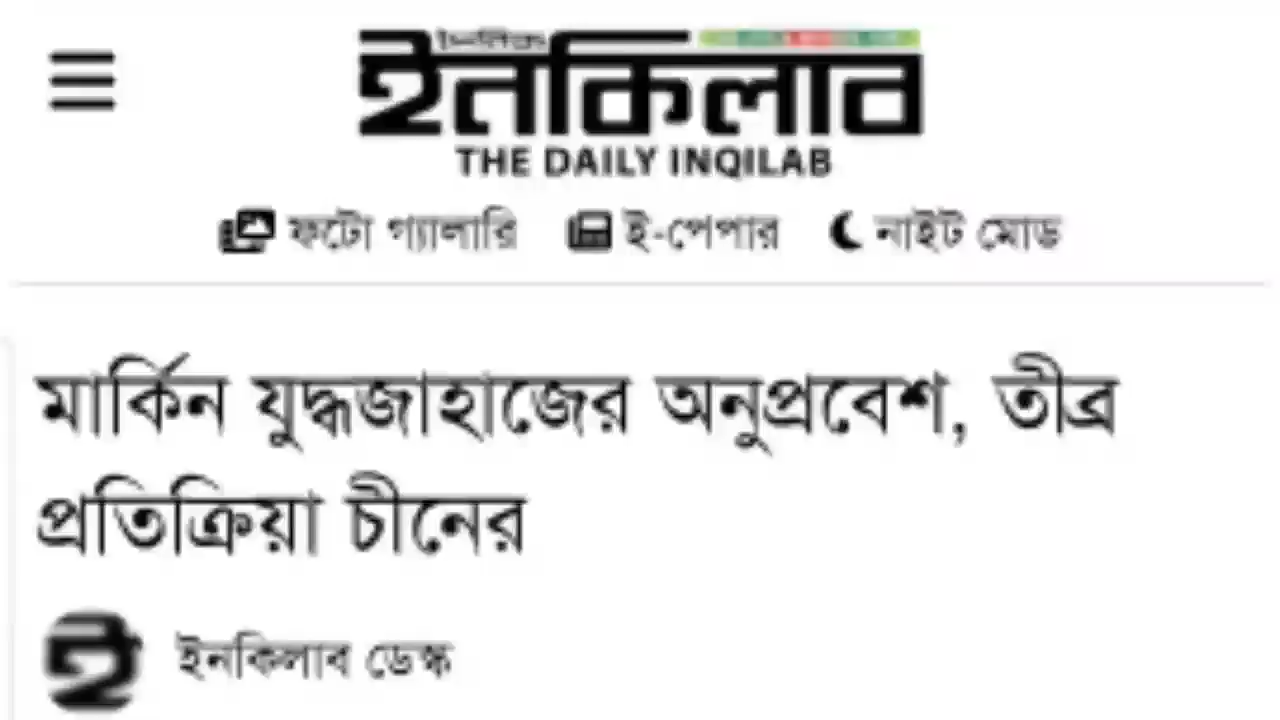 দৈনিক
ইনকিলাব
THE DAILY INQILAB
ফটো গ্যালারি ই-পেপার নাইট মোড
মার্কিন যুদ্ধজাহাজের অনুপ্রবেশ, তীব্র
প্রতিক্রিয়া চীনের
ই ইনকিলাব ডেস্ক